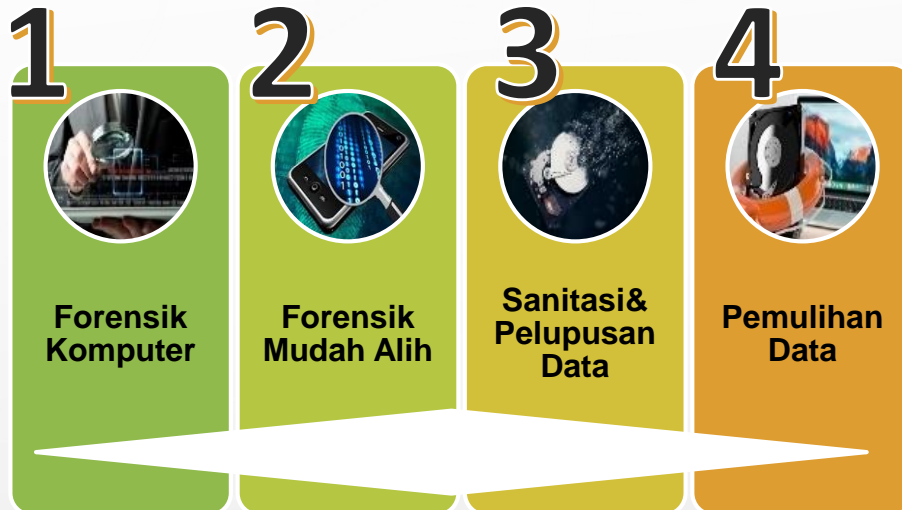 1
Forensik
Komputer
2
Forensik
Mudah Alih
3
Sanitasi&
Pelupusan
Data
4
Pemulihan
Data